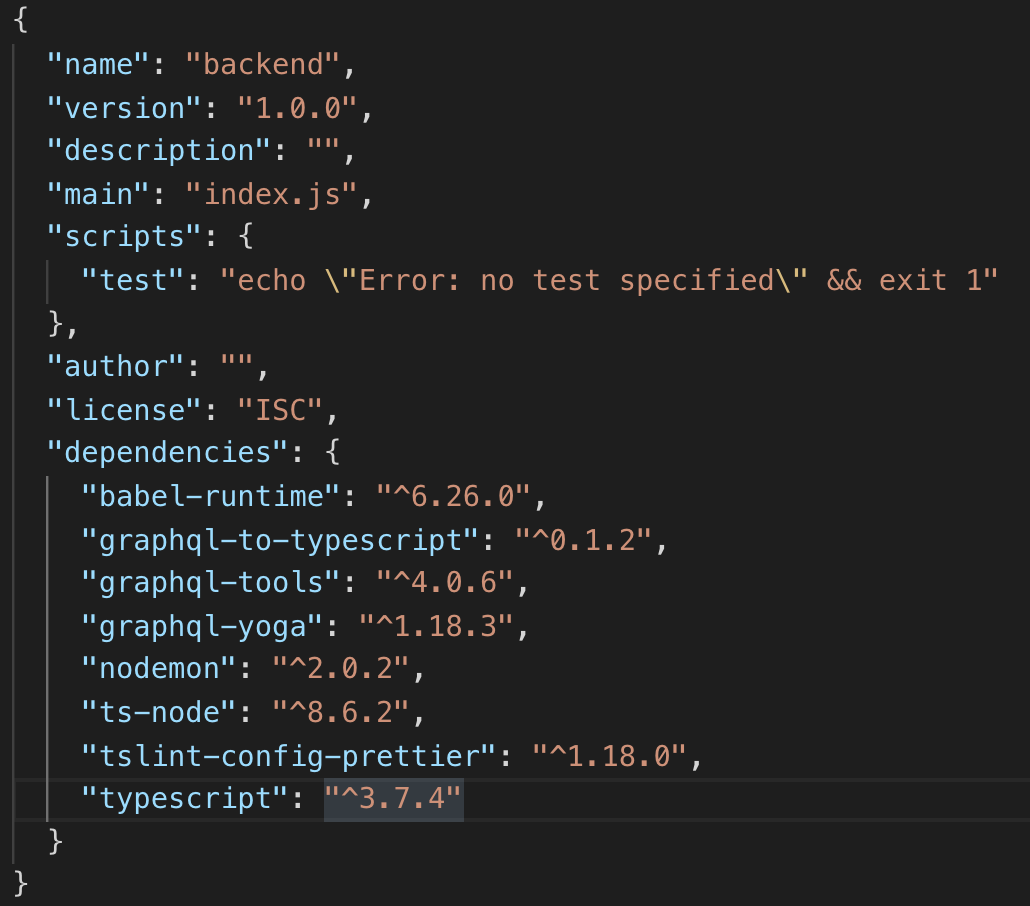 {
  "name": "backend",
  "version": "1.0.0",
  "description": "",
  "main": "index.js",
  "scripts": {
    "test": "echo \"Error: no test specified\" && exit 1"
  },
  "author": "",
  "license": "ISC",
  "dependencies": {
    "babel-runtime": "^6.26.0",
    "graphql-to-typescript": "^0.1.2",
    "graphql-tools": "^4.0.6",
    "graphql-yoga": "^1.18.3",
    "nodemon": "^2.0.2",
    "ts-node": "^8.6.2",
    "tslint-config-prettier": "^1.18.0",
    "typescript": "^3.7.4"
  }
}